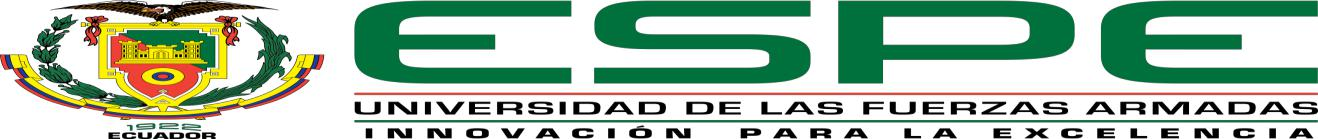 1922
ECUADOR
ESPE
UNIVERSIDAD DE LAS FUERZAS ARMADAS
INNOVACIÓN PARA LA EXCELENCIA